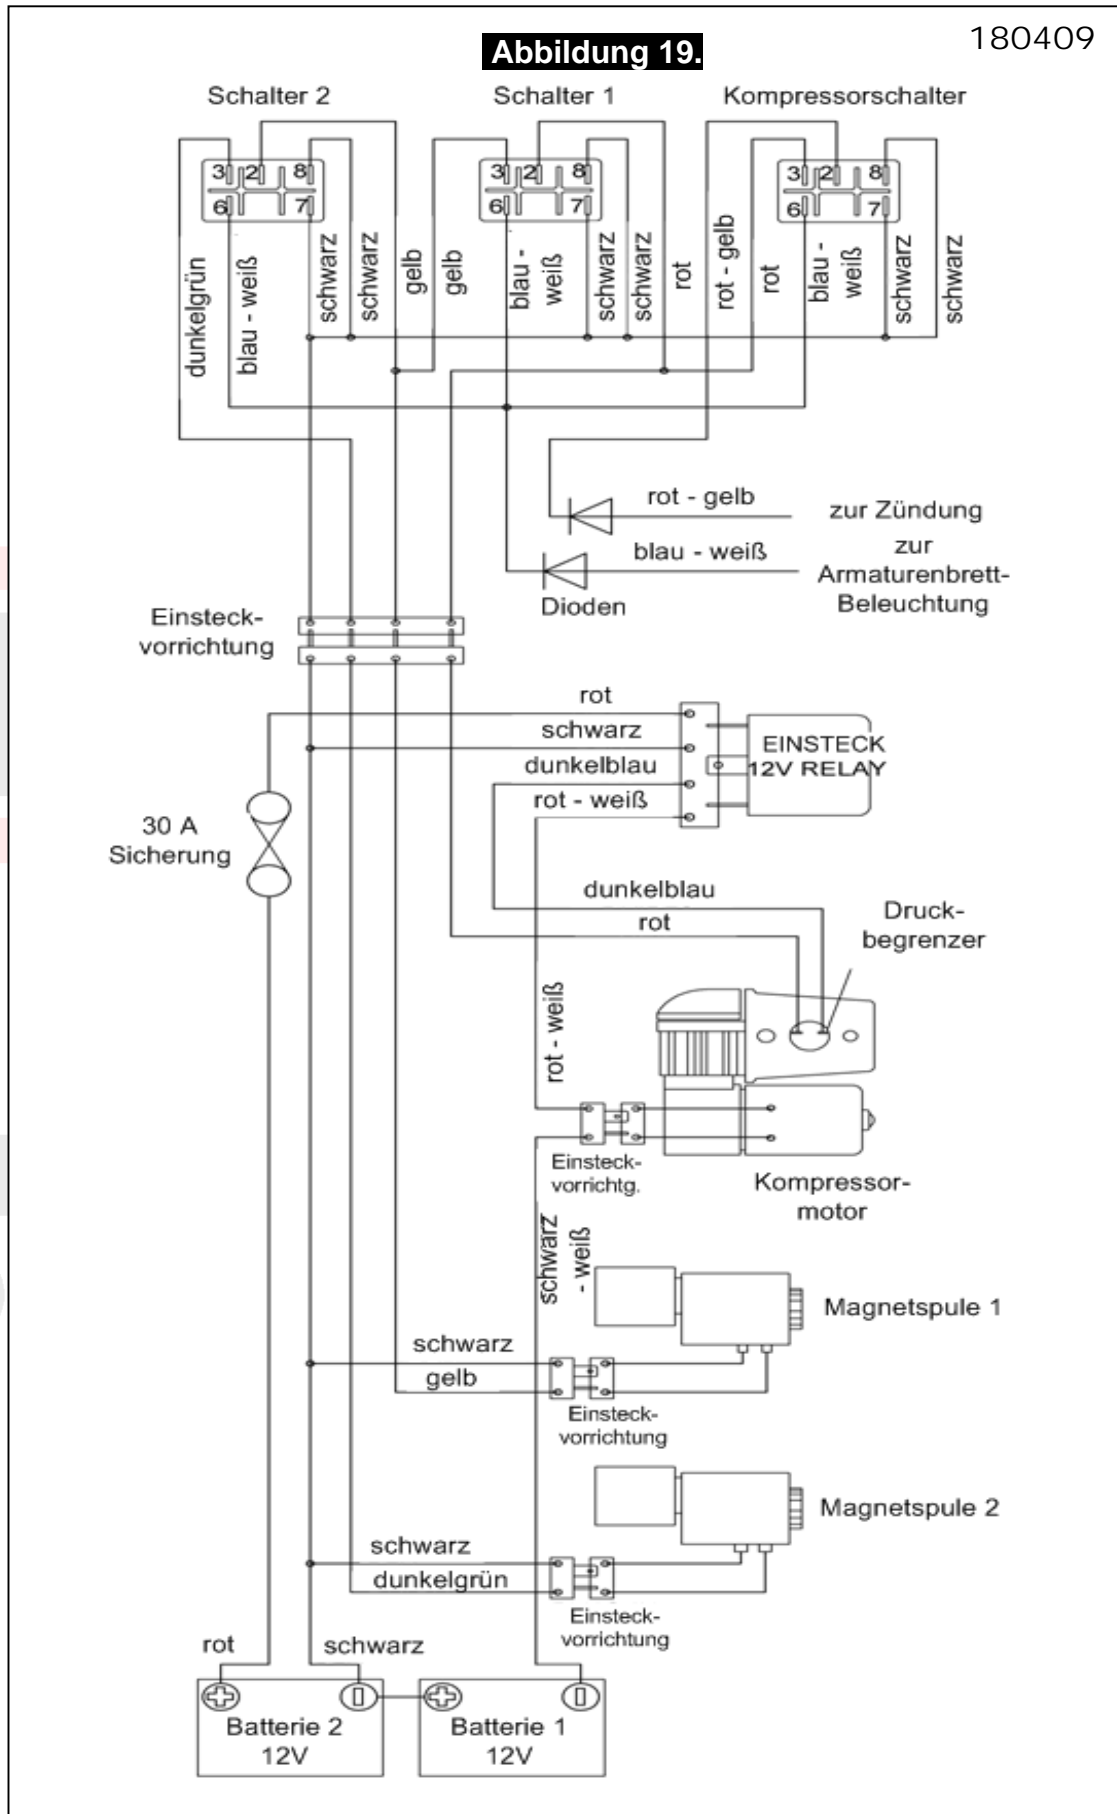 180409
Abbildung 19.
Schalter 2
Schalter 1
Kompressorschalter
3 2 8
6 7
3 2 8
6 7
3 2 8
6 7
dunkelgrün
blau - weiß
schwarz
schwarz
gelb
gelb
blau -
weiß
schwarz
schwarz
rot
rot - gelb
rot
blau -
weiß
schwarz
schwarz
rot - gelb
zur Zündung
blau - weiß
zur
Armaturenbrett-
Beleuchtung
Dioden
Einsteck-
vorrichtung
rot
schwarz
dunkelblau
rot - weiß
EINSTECK
12V RELAY
30 A
Sicherung
dunkelblau
rot
Druck-
begrenzer
rot - weiß
Einsteck-
vorrichtg.
Kompressor-
motor
schwarz
- weiß
Magnetspule 1
schwarz
gelb
Einsteck-
vorrichtung
Magnetspule 2
schwarz
dunkelgrün
Einsteck-
vorrichtung
rot
schwarz
Batterie 2
12V
Batterie 1
12V